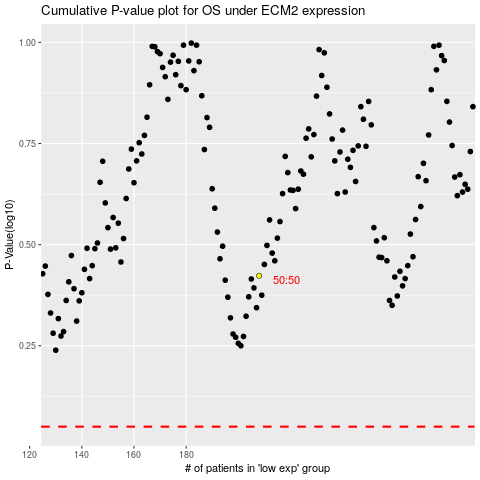 Cumulative P-value plot for OS under ECM2 expression
P-Value(log10)
1.00
0.75
0.50
0.25
50:50
120 140 160 180
# of patients in 'low exp' group